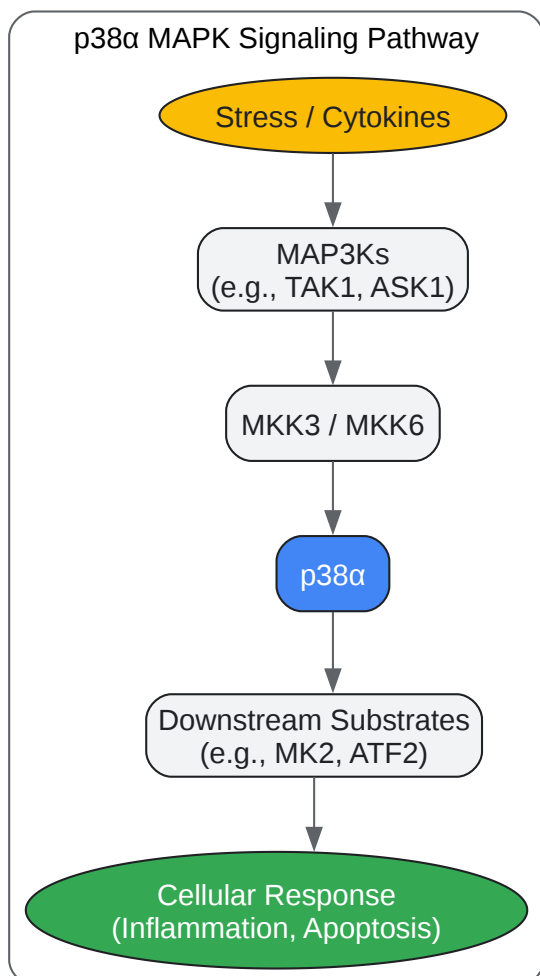 p38α MAPK Signaling Pathway
Stress / Cytokines
MAP3Ks
(e.g., TAK1, ASK1)
MKK3 / MKK6
p38α
Downstream Substrates
(e.g., MK2, ATF2)
Cellular Response
(Inflammation, Apoptosis)